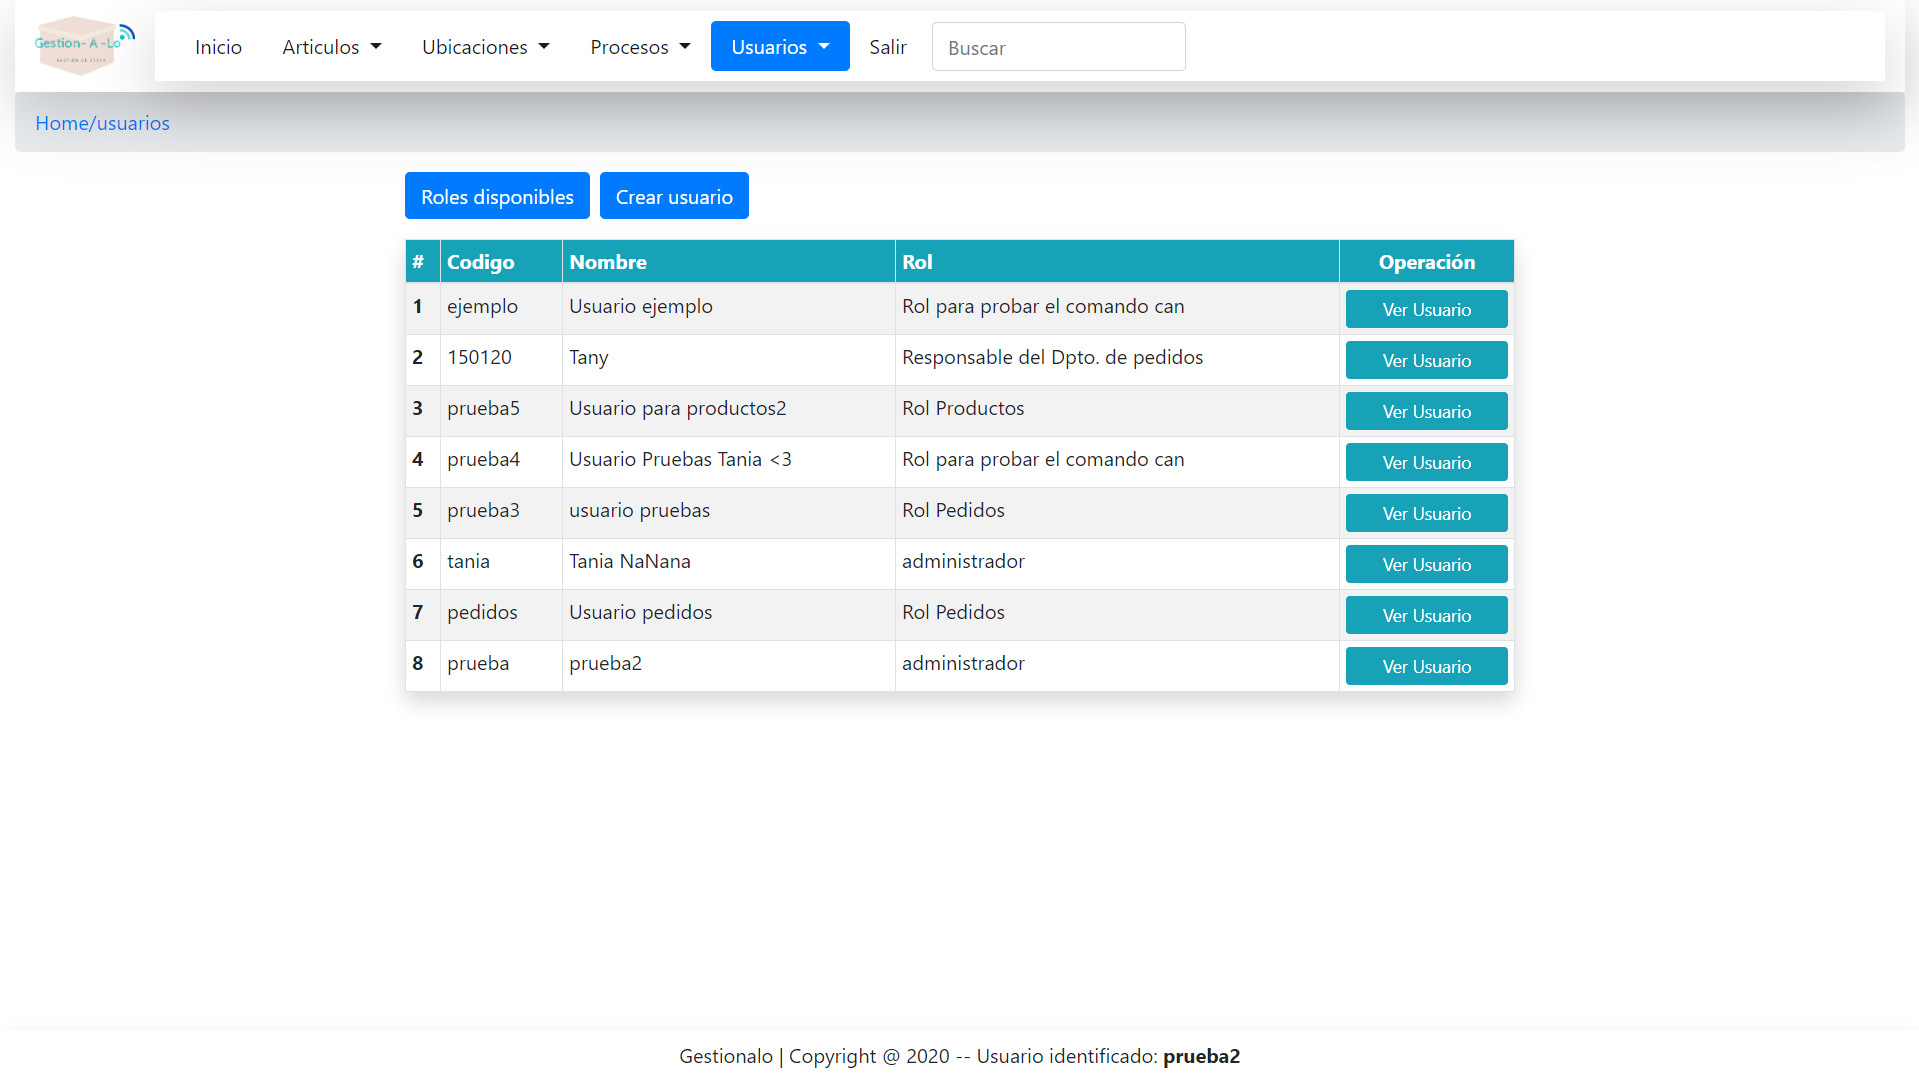 Gestion-A-Lo
GESTIÓN DE STOCK
Inicio Articulos Ubicaciones Procesos Usuarios Salir Buscar
Home/usuarios
Roles disponibles Crear usuario
# Codigo Nombre Rol Operación
1 ejemplo Usuario ejemplo Rol para probar el comando can Ver Usuario
2 150120 Tany Responsable del Dpto. de pedidos Ver Usuario
3 prueba5 Usuario para productos2 Rol Productos Ver Usuario
4 prueba4 Usuario Pruebas Tania <3 Rol para probar el comando can Ver Usuario
5 prueba3 usuario pruebas Rol Pedidos Ver Usuario
6 tania Tania NaNana administrador Ver Usuario
7 pedidos Usuario pedidos Rol Pedidos Ver Usuario
8 prueba prueba2 administrador Ver Usuario
Gestionalo | Copyright @ 2020 -- Usuario identificado: prueba2